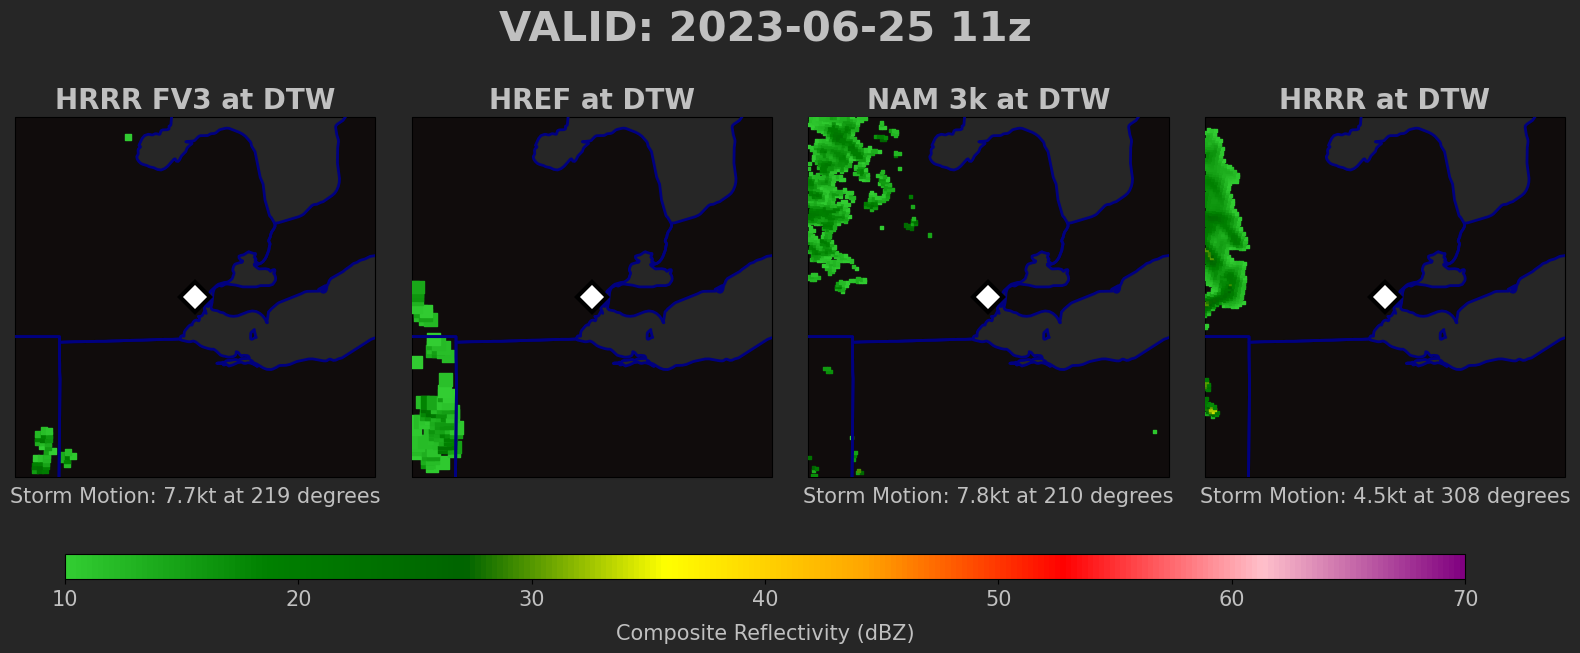 VALID: 2023-06-25 11z
HRRR FV3 at DTW
HREF at DTW
NAM 3k at DTW
HRRR at DTW
Storm Motion: 7.7kt at 219 degrees
Storm Motion: 7.8kt at 210 degrees
Storm Motion: 4.5kt at 308 degrees
10 20 30 40 50 60 70
Composite Reflectivity (dBZ)